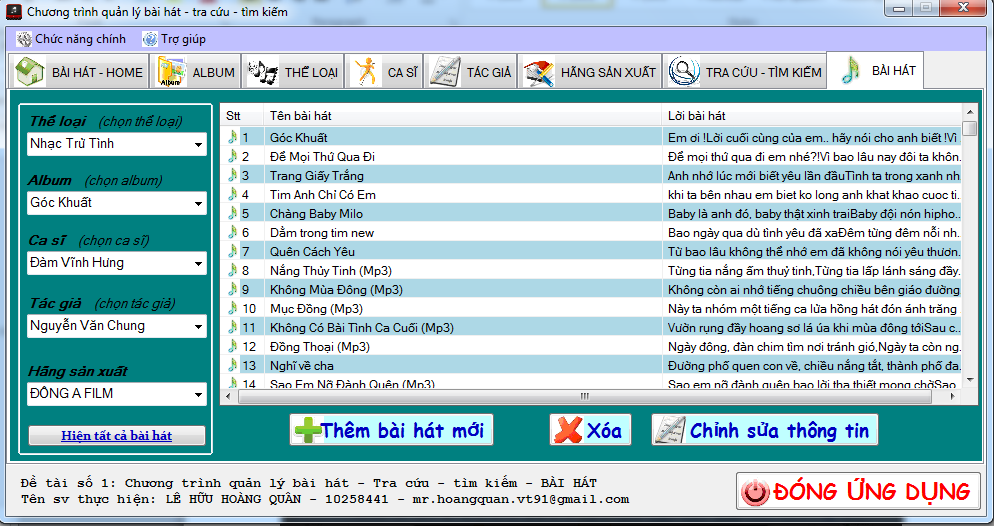 Chương trình quản lý bài hát - tra cứu - tìm kiếm
Chức năng chính Trợ giúp
BÀI HÁT - HOME ALBUM THỂ LOẠI CA SĨ TÁC GIẢ HÃNG SẢN XUẤT TRA CỨU - TÌM KIẾM BÀI HÁT
Thể loại (chọn thể loại)
Nhạc Trữ Tình
Album (chọn album)
Góc Khuất
Ca sĩ (chọn ca sĩ)
Đàm Vĩnh Hưng
Tác giả (chọn tác giả)
Nguyễn Văn Chung
Hãng sản xuất
ĐÔNG A FILM
Hiện tất cả bài hát
Stt Tên bài hát Lời bài hát
1 Góc Khuất Em ơi !Lời cuối cùng của em.. hãy nói cho anh biết !Vì
2 Để Mọi Thứ Qua Đi Để mọi thứ qua đi em nhé?!Vì bao lâu nay đôi ta khôn.
3 Trang Giấy Trắng Anh nhớ lúc mới biết yêu lần đầuTình ta trong xanh nh
4 Tim Anh Chỉ Có Em khi ta bên nhau em biet ko long anh khat khao cuoc ti.
5 Chàng Baby Milo Baby là anh đó, baby thật xinh traiBaby đội nón hipho..
6 Dằm trong tim new Bao ngày qua dù tình yêu đã xaĐêm từng đêm nỗi nh.
7 Quên Cách Yêu Từ bao lâu không thể nhớ em đã không nói yêu thươn.
8 Nắng Thủy Tinh (Mp3) Từng tia nắng ấm thuỷ tinh,Từng tia lấp lánh sáng đầy.
9 Không Mùa Đông (Mp3) Không còn ai nhớ tiếng chuông chiều bên giáo đường
10 Mục Đồng (Mp3) Này ta nhóm một tiếng ca lửa hồng hát đón ánh trăng
11 Không Có Bài Tình Ca Cuối (Mp3) Vườn rụng đầy hoang sơ lá úa khi mùa đông tớiSau c..
12 Đồng Thoại (Mp3) Ngày đông, đàn chim tìm nơi tránh gió,Ngày ta còn ng.
13 Nghĩ về cha Đường phố quen con về, chiều nắng tắt, thành phố đa.
14 Sao Em Nỡ Đành Quên (Mp3) Sao em nỡ đành quên bao lời tha thiết mong chờSao
Thêm bài hát mới Xóa Chỉnh sửa thông tin
Đề tài số 1: Chương trình quản lý bài hát - Tra cứu - tìm kiếm - BÀI HÁT
Tên sv thực hiện: LÊ HỮU HOÀNG QUÂN - 10258441 - mr.hoangquan.vt91@gmail.com
ĐÓNG ỨNG DỤNG